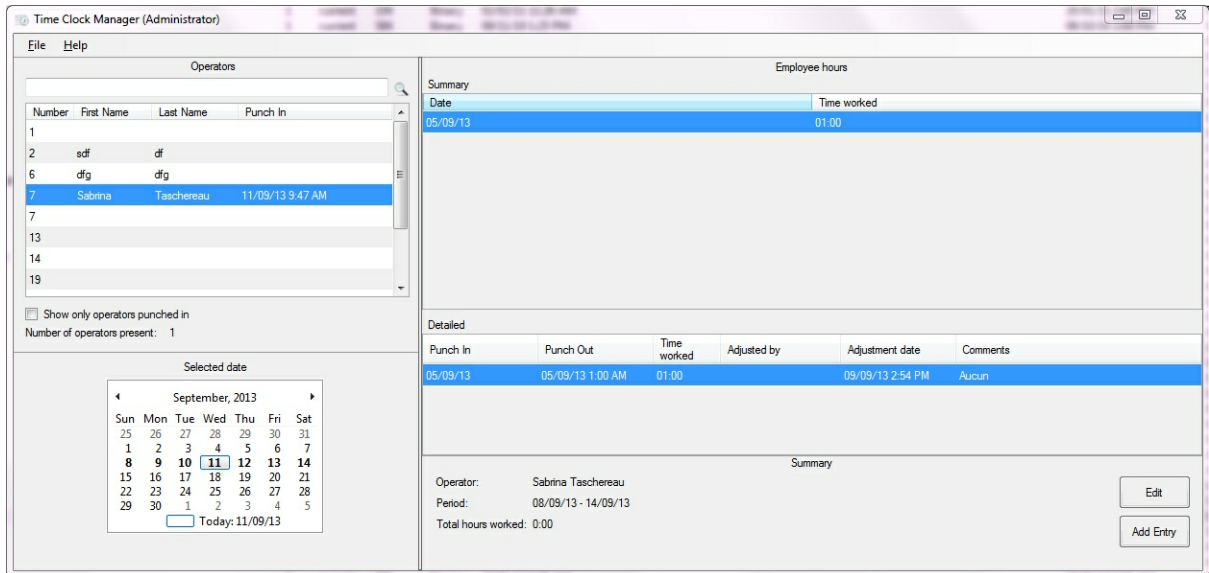 Time Clock Manager (Administrator)
File Help
Operators
Number First Name Last Name Punch In
1
2 sdf df
6 dfg dfg
7 Sabrina Taschereau 11/09/13 9:47 AM
7
13
14
19
Show only operators punched in
Number of operators present: 1
Selected date
September, 2013
Sun Mon Tue Wed Thu Fri Sat
25 26 27 28 29 30 31
1 2 3 4 5 6 7
8 9 10 11 12 13 14
15 16 17 18 19 20 21
22 23 24 25 26 27 28
29 30 1 2 3 4 5
Today: 11/09/13
Employee hours
Summary
Date Time worked
05/09/13 01:00
Detailed
Punch In Punch Out Time worked Adjusted by Adjustment date Comments
05/09/13 05/09/13 1:00 AM 01:00 09/09/13 2:54 PM Aucun
Summary
Operator: Sabrina Taschereau
Period: 08/09/13 - 14/09/13
Total hours worked: 0:00
Edit
Add Entry